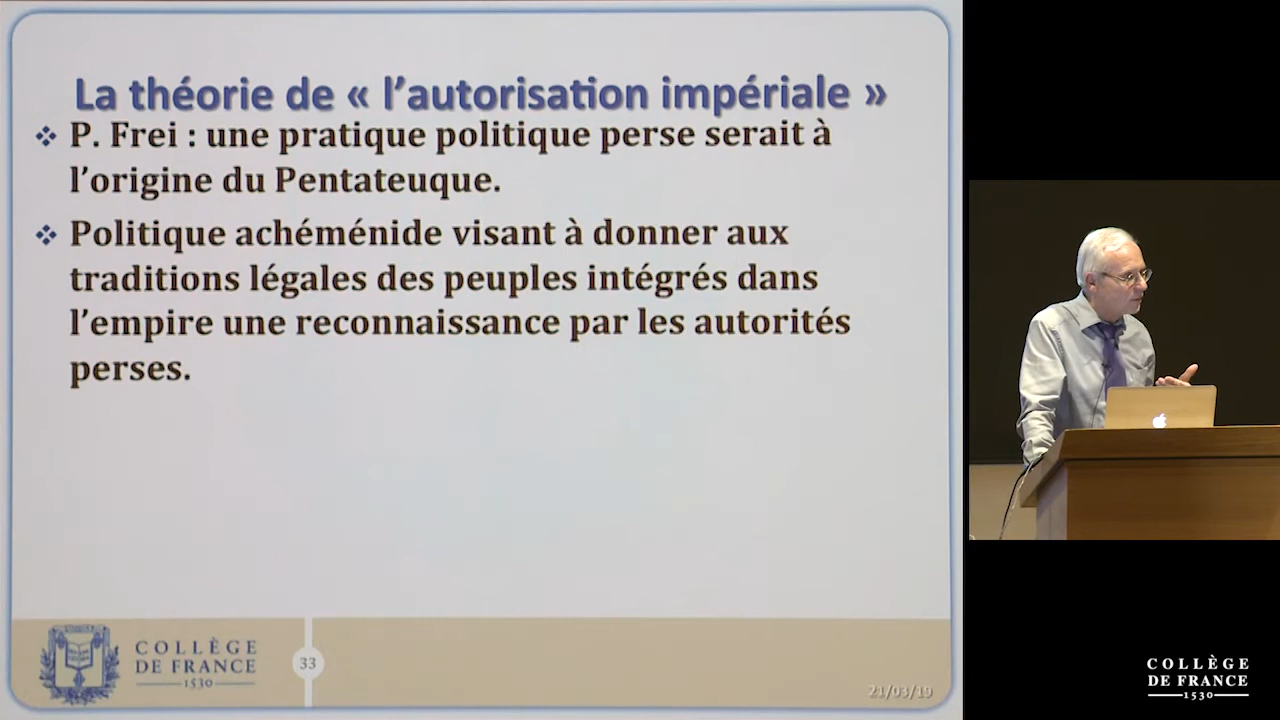 La théorie de « l’autorisation impériale »
❖ P. Frei : une pratique politique perse serait à
l’origine du Pentateuque.
❖ Politique achéménide visant à donner aux
traditions légales des peuples intégrés dans
l’empire une reconnaissance par les autorités
perses.
COLLÈGE
DE FRANCE
1530
33
21/03/19
COLLÈGE
DE FRANCE
1530